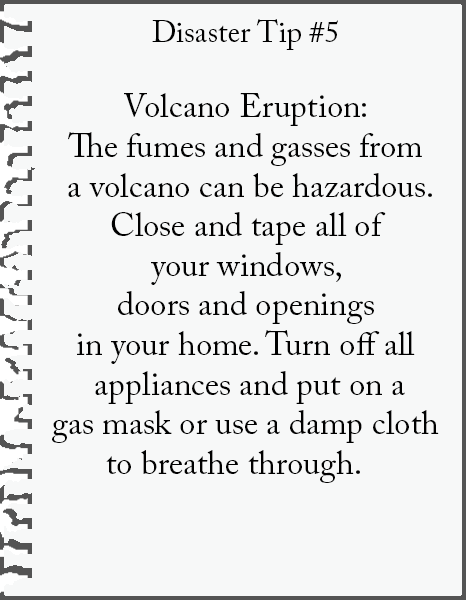 Disaster Tip #5
Volcano Eruption:
The fumes and gasses from
a volcano can be hazardous.
Close and tape all of
your windows,
doors and openings
in your home. Turn off all
appliances and put on a
gas mask or use a damp cloth
to breathe through.